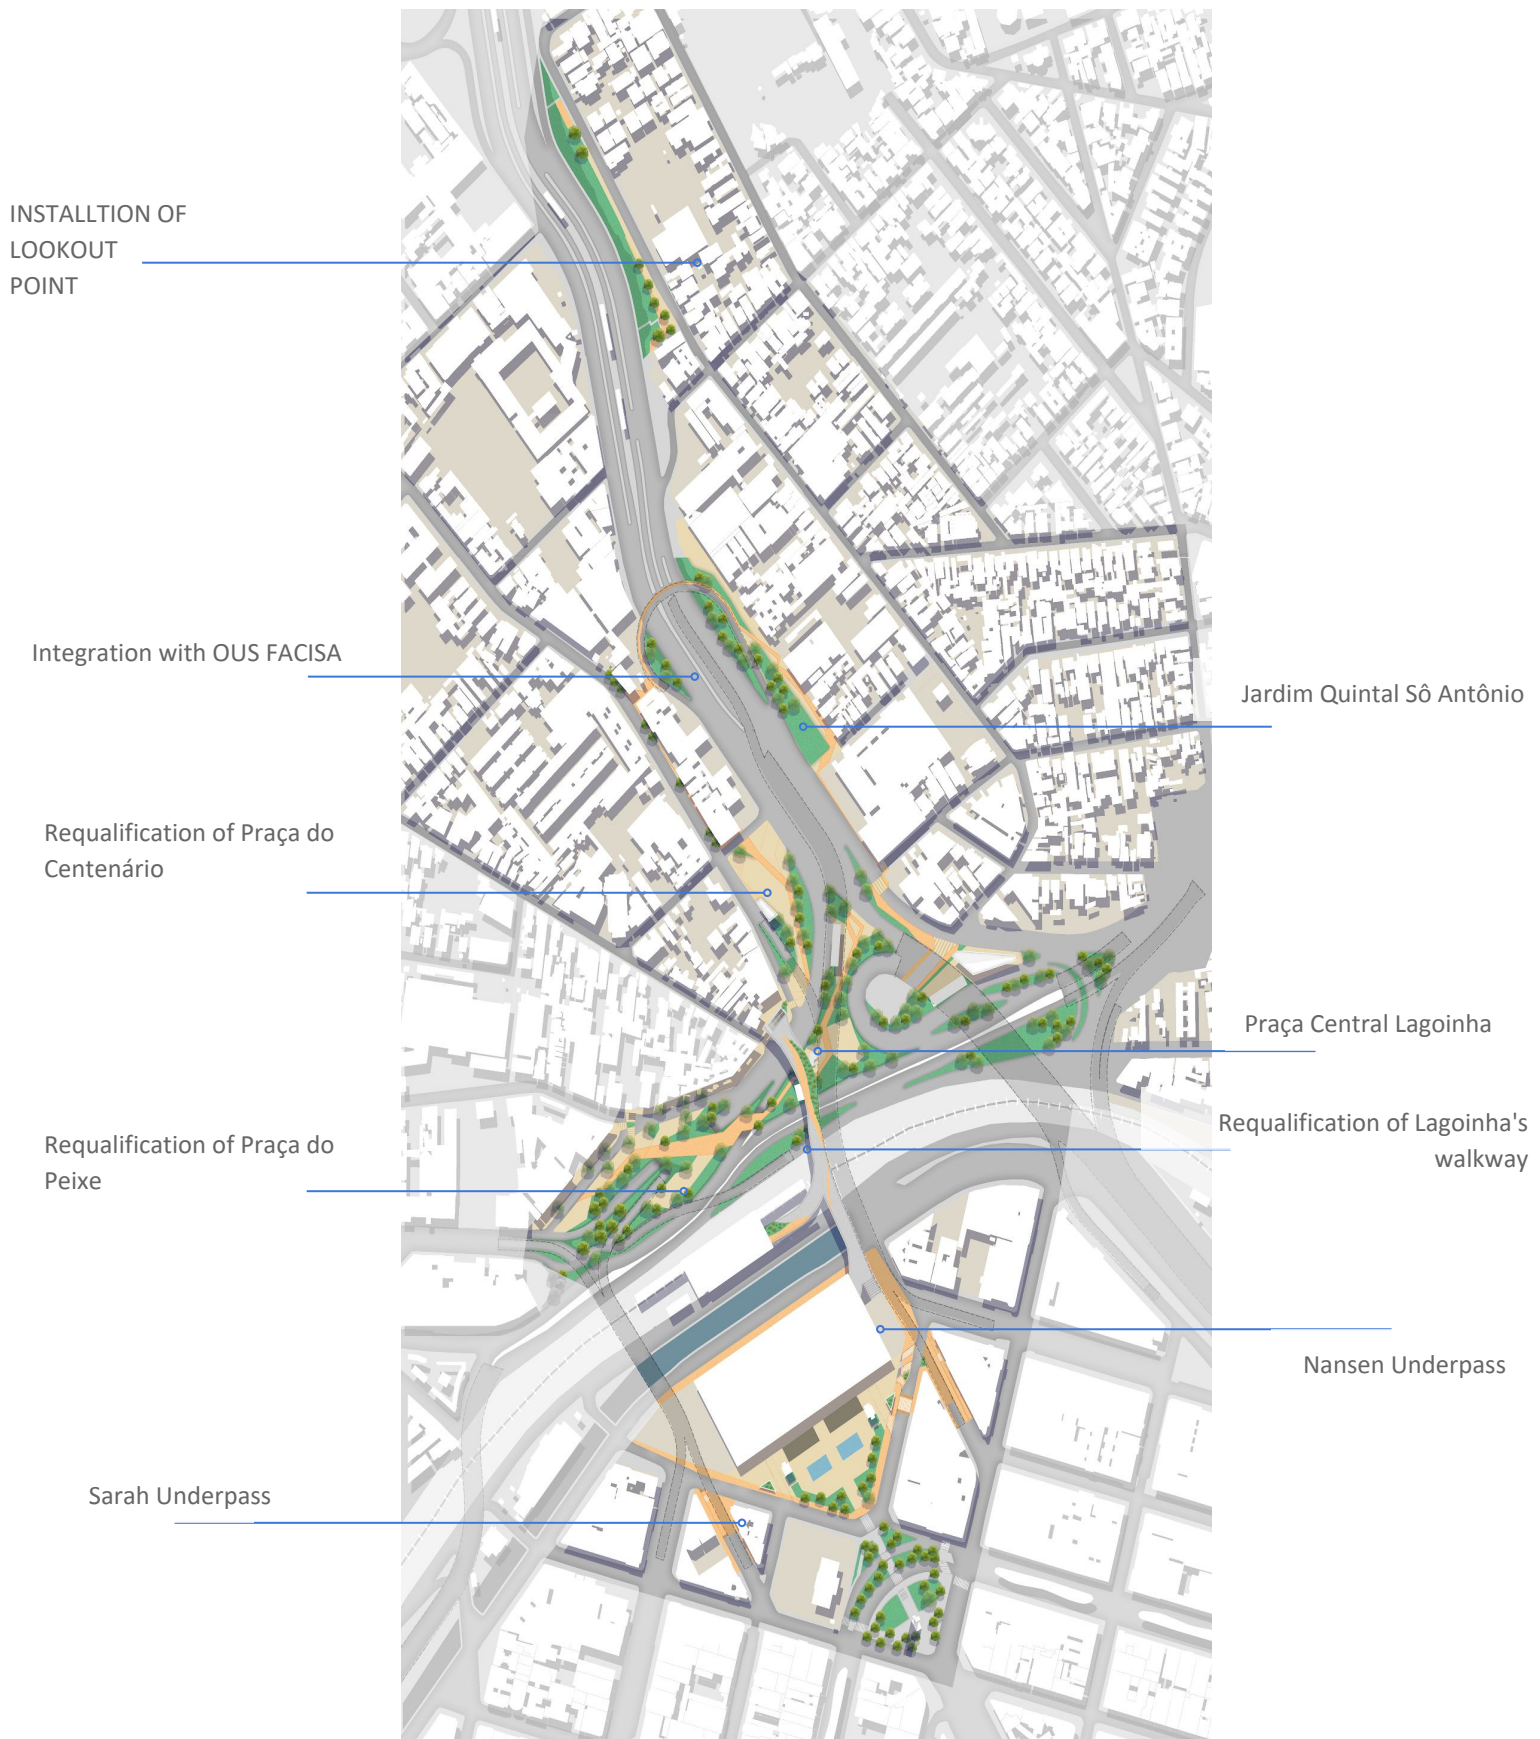 INSTALLTION OF
LOOKOUT
POINT
Integration with OUS FACISA
Jardim Quintal Sô Antônio
Requalification of Praça do
Centenário
Praça Central Lagoinha
Requalification of Praça do
Peixe
Requalification of Lagoinha's
walkway
Nansen Underpass
Sarah Underpass